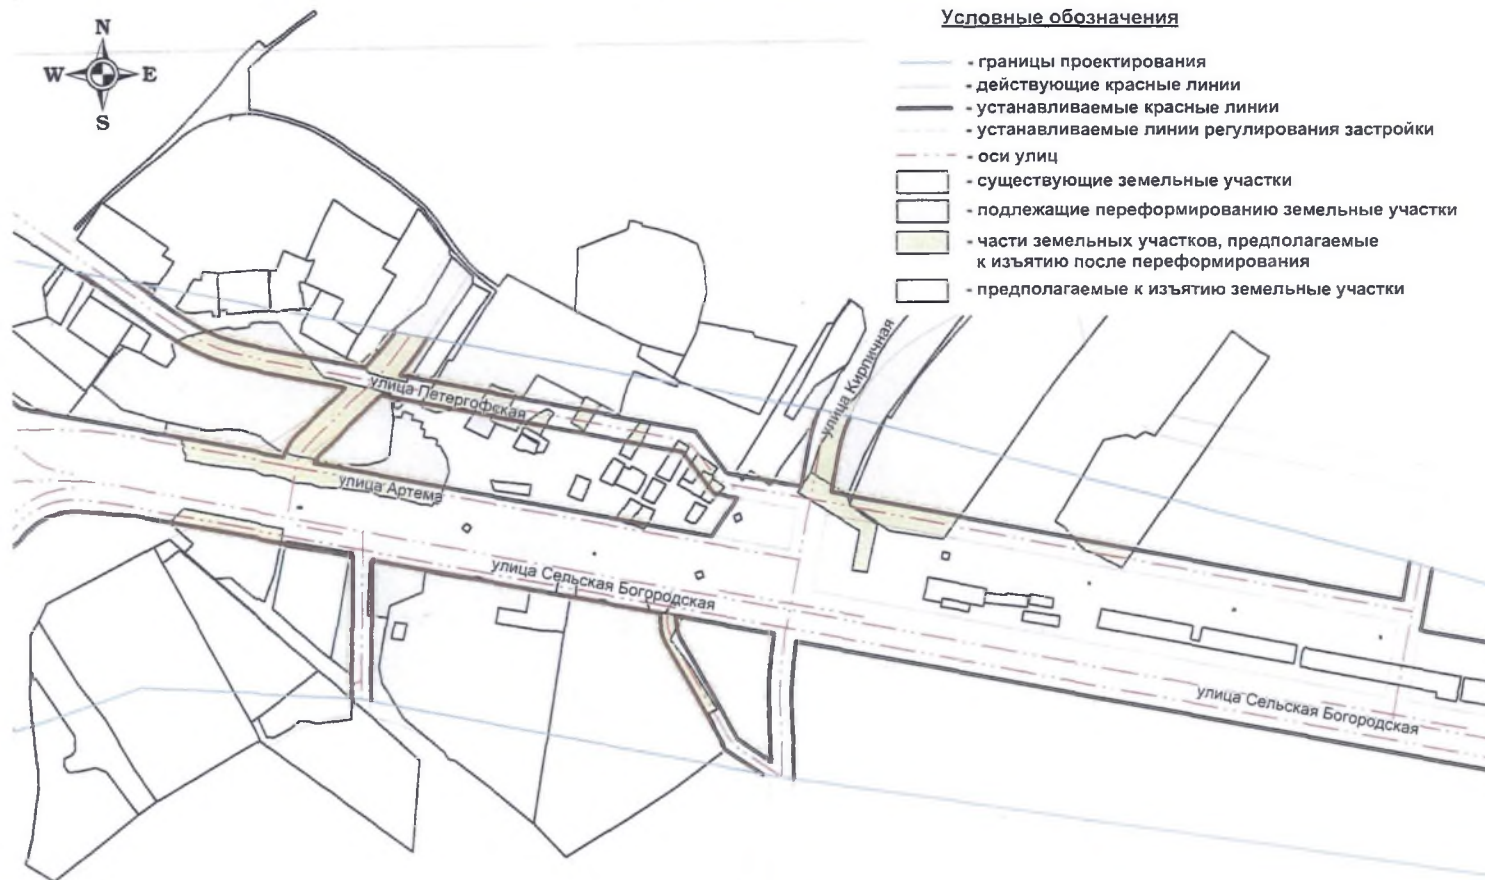 Условные обозначения
N
W E
S
- границы проектирования
- действующие красные линии
- устанавливаемые красные линии
- устанавливаемые линии регулирования застройки
- оси улиц
- существующие земельные участки
- подлежащие переформированию земельные участки
- части земельных участков, предполагаемые
к изъятию после переформирования
- предполагаемые к изъятию земельные участки
улица Кирпичная
улица Петергофская
улица Артема
улица Сельская Богородская
улица Сельская Богородская